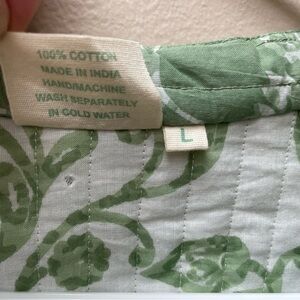 100% COTTON
MADE IN INDIA
HAND/MACHINE
WASH SEPARATELY
IN COLD WATER
L